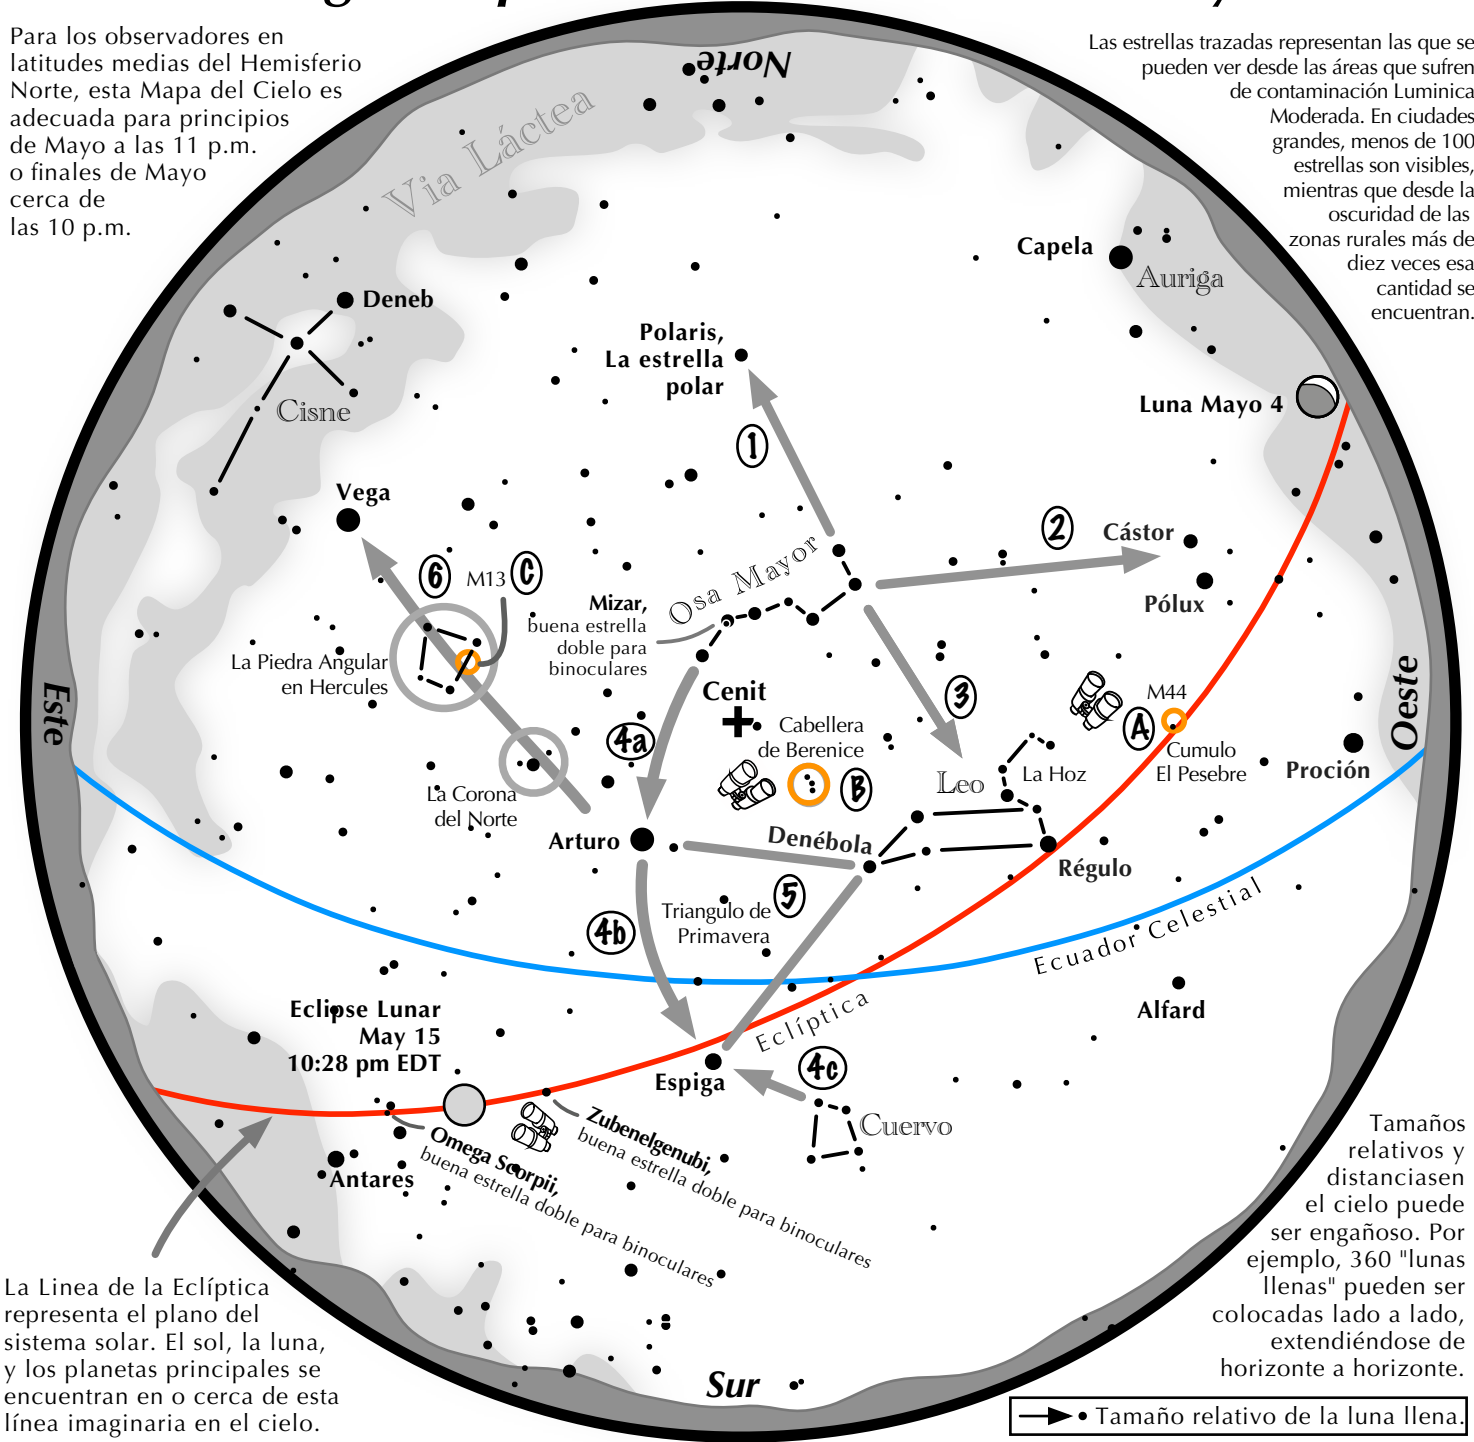 Para los observadores en
latitudes medias del Hemisferio
Norte, esta Mapa del Cielo es
adecuada para principios
de Mayo a las 11 p.m.
o finales de Mayo
cerca de
las 10 p.m.
Las estrellas trazadas representan las que se
pueden ver desde las áreas que sufren
de contaminación Luminica
Moderada. En ciudades
grandes, menos de 100
estrellas son visibles,
mientras que desde la
oscuridad de las
zonas rurales más de
diez veces esa
cantidad se
encuentran.
Norte
Via Láctea
Capela
Auriga
Deneb
Cisne
Polaris,
La estrella
polar
Luna Mayo 4
1
Vega
2
Cástor
Pólux
Osa Mayor
6
M13
C
Mizar,
buena estrella
doble para
binoculares
La Piedra Angular
en Hercules
Este
Oeste
Cenit
3
4a
Cabellera
de Berenice
B
M44
A
Cumulo
El Pesebre
Leo
La Hoz
Proción
La Corona
del Norte
Arturo
Denébola
Régulo
5
Triangulo de
Primavera
4b
Ecuador Celestial
Alfard
Eclipse Lunar
May 15
10:28 pm EDT
Eclíptica
Espiga
4c
Cuervo
Zubenelgenubi,
buena estrella doble para binoculares
Omega Scorpii,
buena estrella doble para binoculares
Antares
Sur
La Linea de la Eclíptica
representa el plano del
sistema solar. El sol, la luna,
y los planetas principales se
encuentran en o cerca de esta
línea imaginaria en el cielo.
Tamaños
relativos y
distanciasen
el cielo puede
ser engañoso. Por
ejemplo, 360 "lunas
llenas" pueden ser
colocadas lado a lado,
extendiéndose de
horizonte a horizonte.
Tamaño relativo de la luna llena.